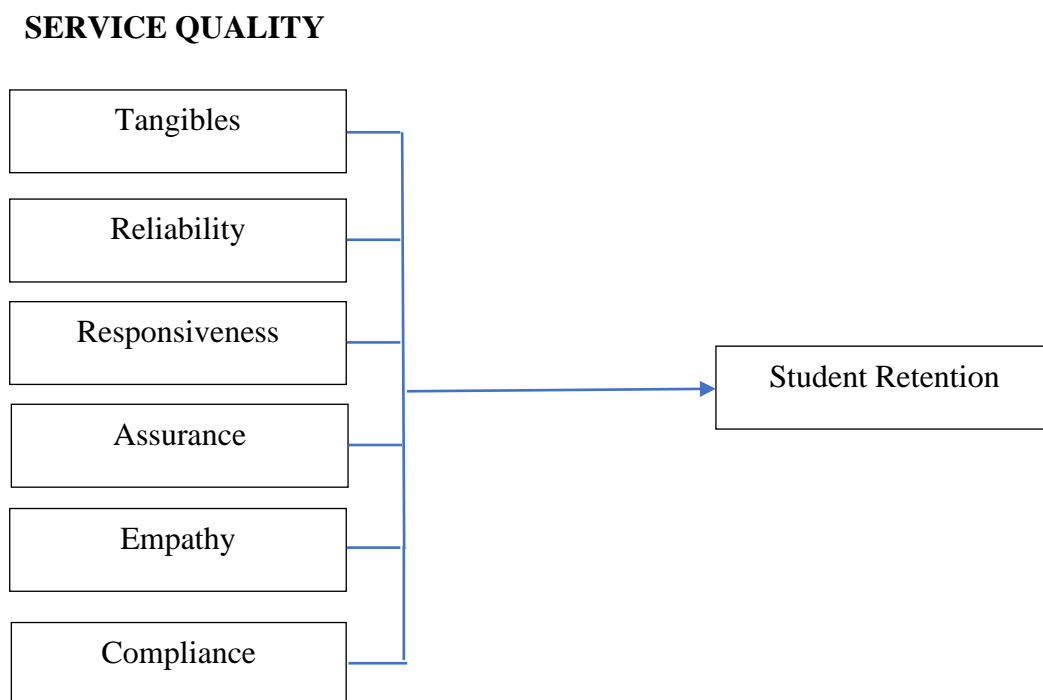 SERVICE QUALITY
Tangibles
Reliability
Responsiveness
Assurance
Empathy
Compliance
Student Retention